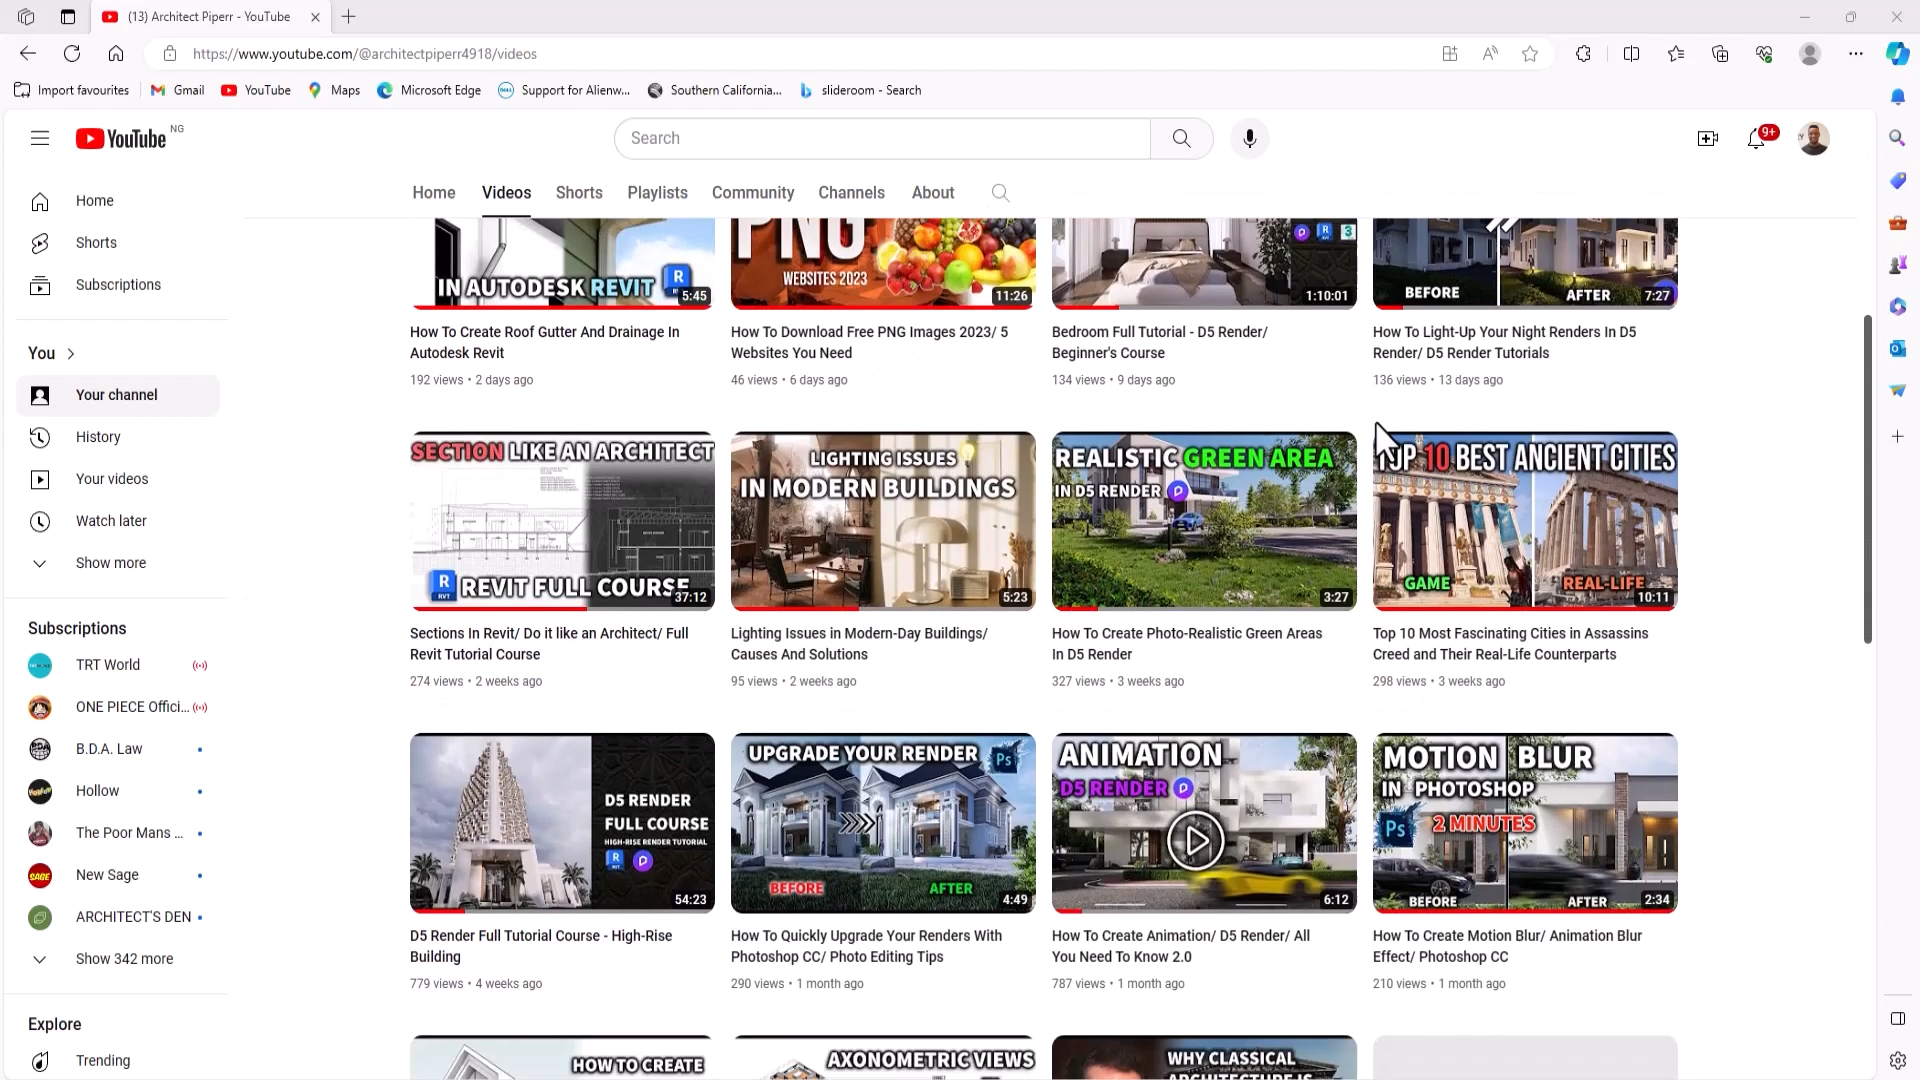 (13) Architect Piperr - YouTube
https://www.youtube.com/@architectpiperr4918/videos
Import favourites
Gmail
YouTube
Maps
Microsoft Edge
Support for Alienw...
Southern California...
slideroom - Search
YouTube NG
Search
9+
Home
Videos
Shorts
Playlists
Community
Channels
About
Home
Shorts
Subscriptions
You
Your channel
History
Your videos
Watch later
Show more
Subscriptions
TRT World
ONE PIECE Offici...
B.D.A. Law
Hollow
The Poor Mans ...
New Sage
ARCHITECT'S DEN
Show 342 more
Explore
Trending
IN AUTODESK REVIT
R
5:45
How To Create Roof Gutter And Drainage In
Autodesk Revit
192 views • 2 days ago
PNG
WEBSITES 2023
11:26
How To Download Free PNG Images 2023/ 5
Websites You Need
46 views • 6 days ago
1:10:01
Bedroom Full Tutorial - D5 Render/
Beginner's Course
134 views • 9 days ago
BEFORE
AFTER
7:27
How To Light-Up Your Night Renders In D5
Render/ D5 Render Tutorials
136 views • 13 days ago
SECTION LIKE AN ARCHITECT
R
RVT
REVIT FULL COURSE
37:12
Sections In Revit/ Do it like an Architect/ Full
Revit Tutorial Course
274 views • 2 weeks ago
LIGHTING ISSUES
IN MODERN BUILDINGS
5:23
Lighting Issues in Modern-Day Buildings/
Causes And Solutions
95 views • 2 weeks ago
REALISTIC GREEN AREA
IN D5 RENDER
3:27
How To Create Photo-Realistic Green Areas
In D5 Render
327 views • 3 weeks ago
TOP 10 BEST ANCIENT CITIES
GAME
REAL-LIFE
10:11
Top 10 Most Fascinating Cities in Assassins
Creed and Their Real-Life Counterparts
298 views • 3 weeks ago
D5 RENDER
FULL COURSE
HIGH-RISE RENDER TUTORIAL
54:23
D5 Render Full Tutorial Course - High-Rise
Building
779 views • 4 weeks ago
UPGRADE YOUR RENDER
Ps
BEFORE
AFTER
4:49
How To Quickly Upgrade Your Renders With
Photoshop CC/ Photo Editing Tips
290 views • 1 month ago
ANIMATION
D5 RENDER
6:12
How To Create Animation/ D5 Render/ All
You Need To Know 2.0
787 views • 1 month ago
MOTION BLUR
IN PHOTOSHOP
Ps
2 MINUTES
BEFORE
AFTER
2:34
How To Create Motion Blur/ Animation Blur
Effect/ Photoshop CC
210 views • 1 month ago
HOW TO CREATE
AXONOMETRIC VIEWS
WHY CLASSICAL
ARCHITECTURE IS